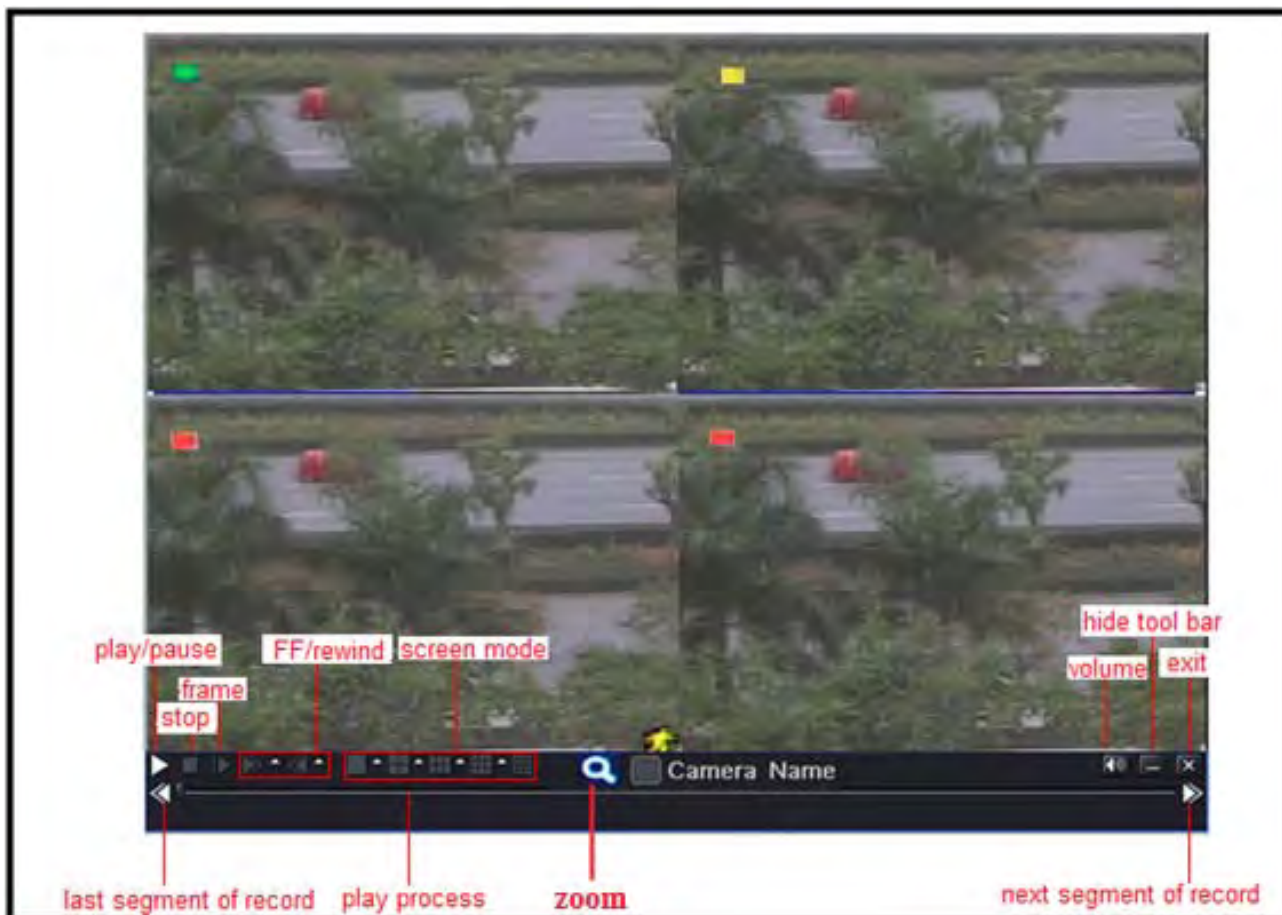 hide tool bar
play/pause
FF/rewind
screen mode
volume
exit
frame
stop
Camera Name
last segment of record
play process
zoom
next segment of record